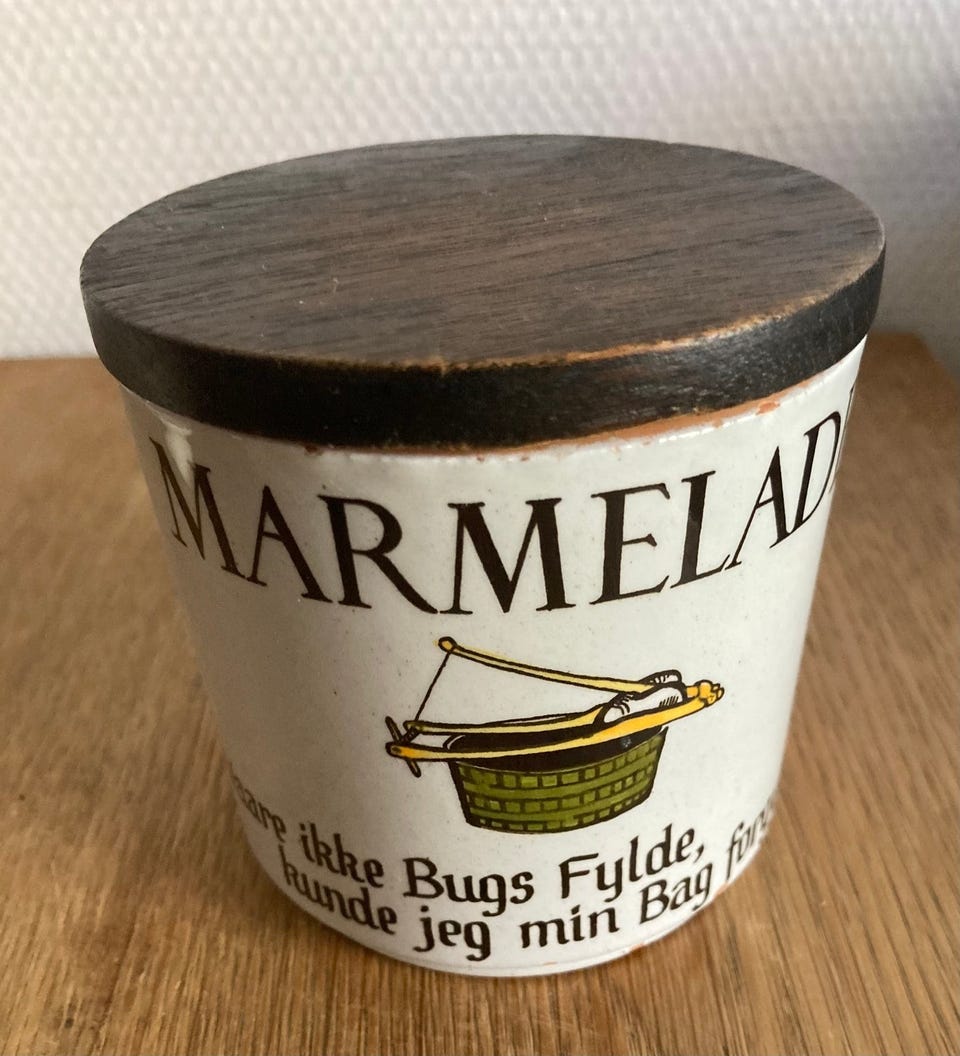 MARMELAD
ikke Bugs Fylde,
kunde jeg min Bag